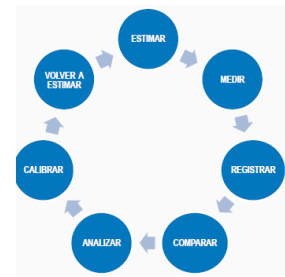 ESTIMAR
MEDIR
REGISTRAR
COMPARAR
ANALIZAR
CALIBRAR
VOLVER A
ESTIMAR